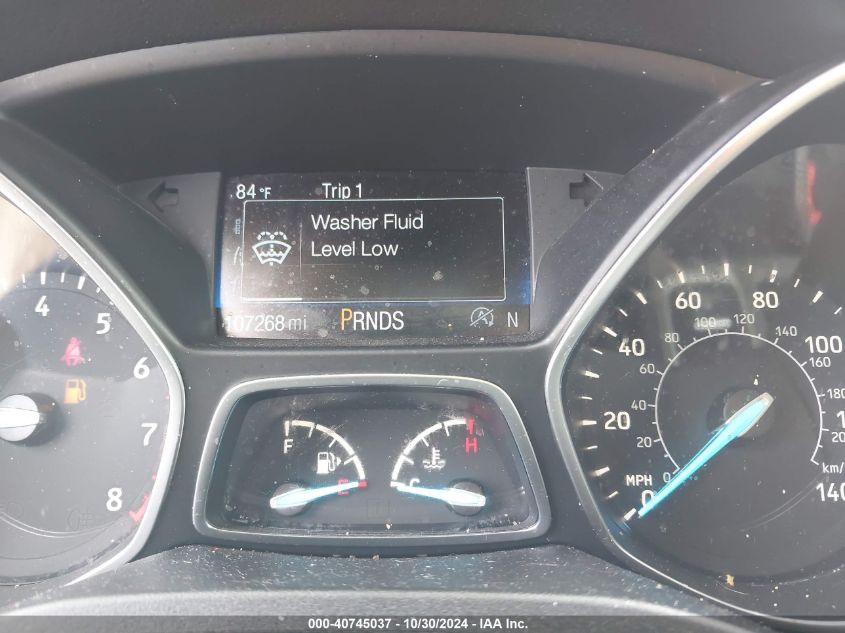 84 °F Trip 1
Washer Fluid
Level Low
107268 mi PRNDS N
4
5
6
7
8
F
E
H
C
MPH
0
20
40
60
80
100
140
0
20
40
60
80
100
120
140
160
180
km/
000-40745037 - 10/30/2024 - IAA Inc.